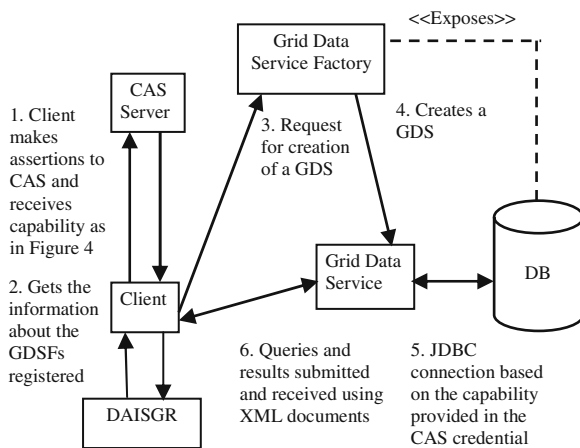 <<Exposes>>
Grid Data
Service Factory
CAS
Server
1. Client
makes
assertions to
CAS and
receives
capability as
in Figure 4
3. Request
for creation
of a GDS
4. Creates a
GDS
2. Gets the
information
about the
GDSFs
registered
Client
Grid Data
Service
DB
DAISGR
6. Queries and
results submitted
and received using
XML documents
5. JDBC
connection based
on the capability
provided in the
CAS credential